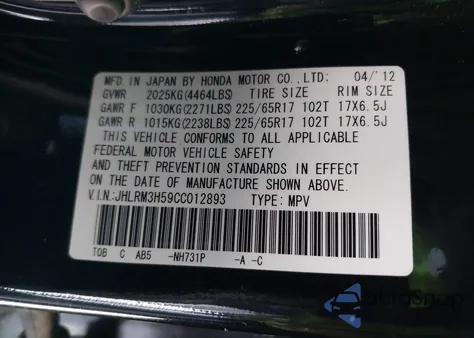 MFD. IN JAPAN BY HONDA MOTOR CO.,LTD: 04/'12
GVWR 2025KG(4464LBS) TIRE SIZE RIM SIZE
GAWR F 1030KG(2271LBS) 225/65R17 102T 17X6.5J
GAWR R 1015KG(2238LBS) 225/65R17 102T 17X6.5J
THIS VEHICLE CONFORMS TO ALL APPLICABLE
FEDERAL MOTOR VEHICLE SAFETY
AND THEFT PREVENTION STANDARDS IN EFFECT
ON THE DATE OF MANUFACTURE SHOWN ABOVE.
V.I.N:JHLRM3H59CC012893 TYPE: MPV
TOB C AB5 -NH731P -A -C